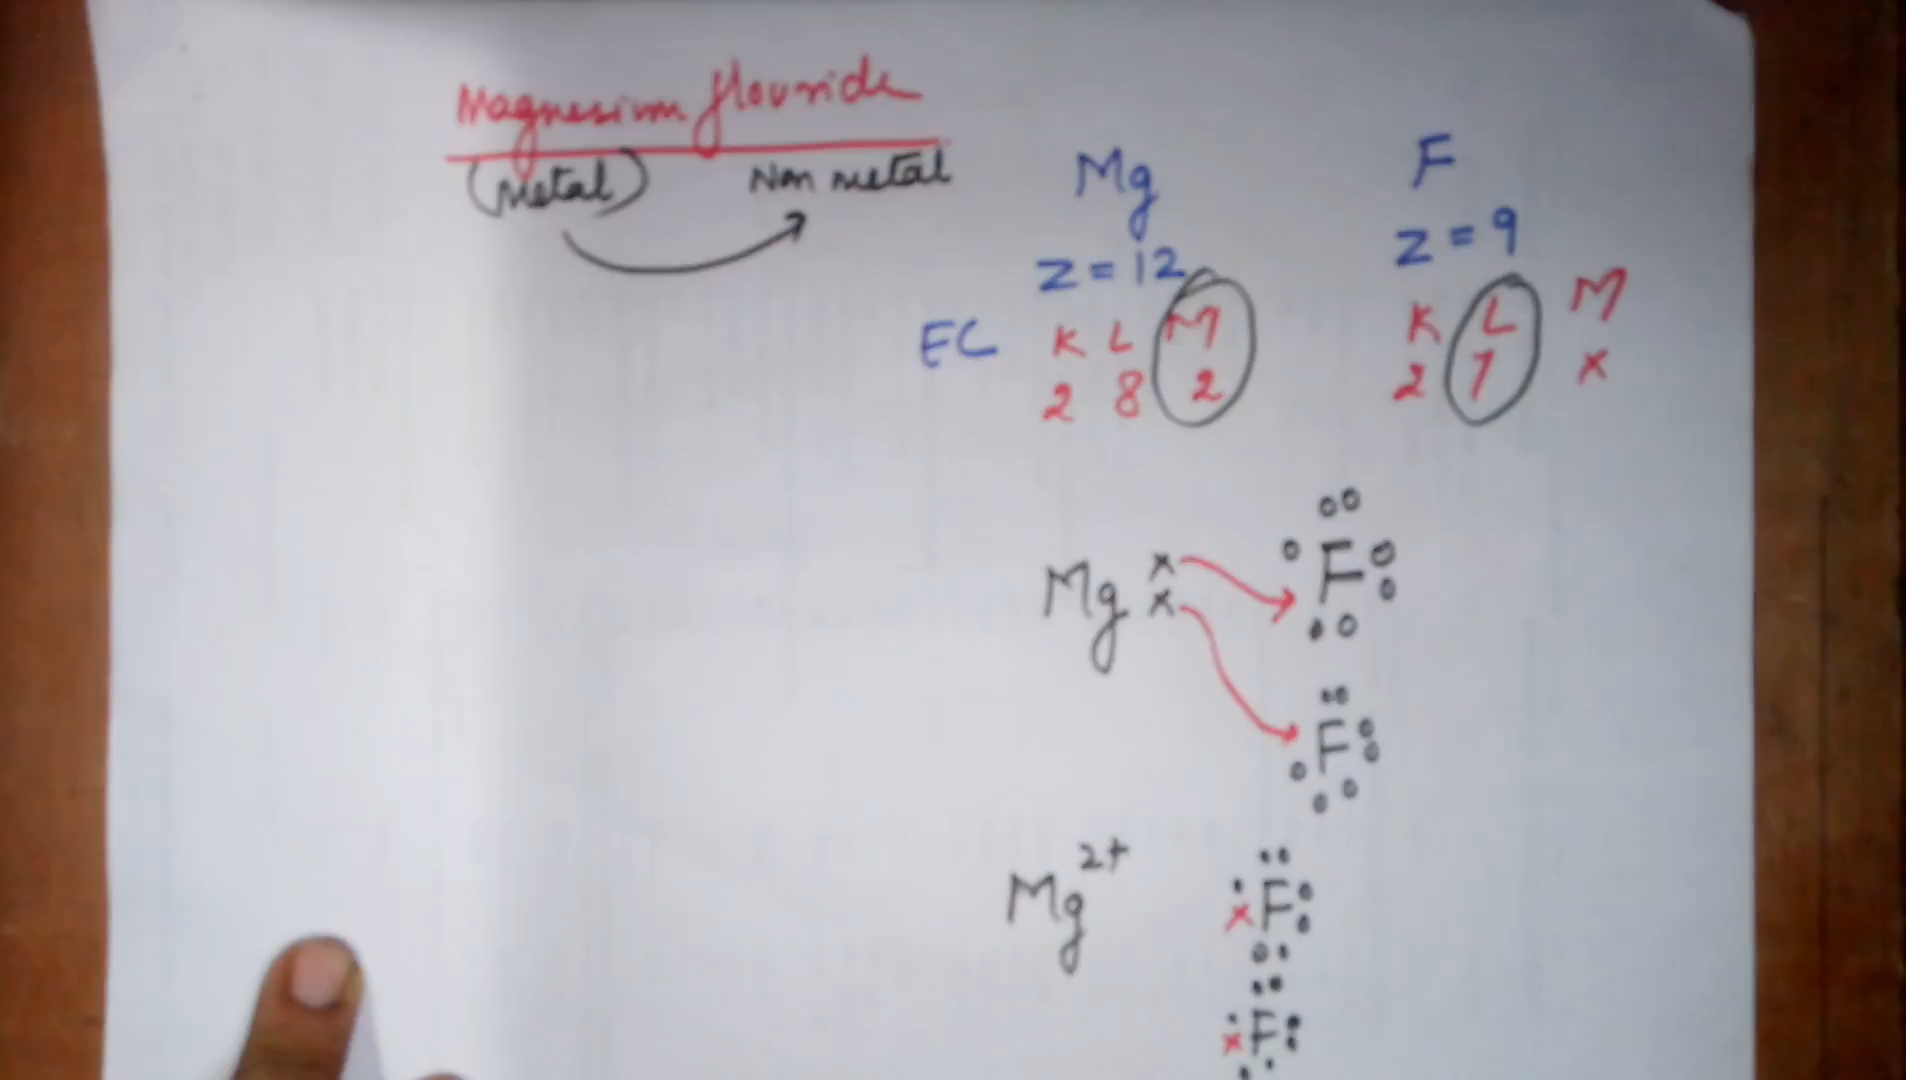 Magnesium flouride
(Metal) Non metal
Mg F
Z = 12 Z = 9
EC K L M K L M
2 8 2 2 7 x
Mg x x F
F
Mg2+ x F
x F